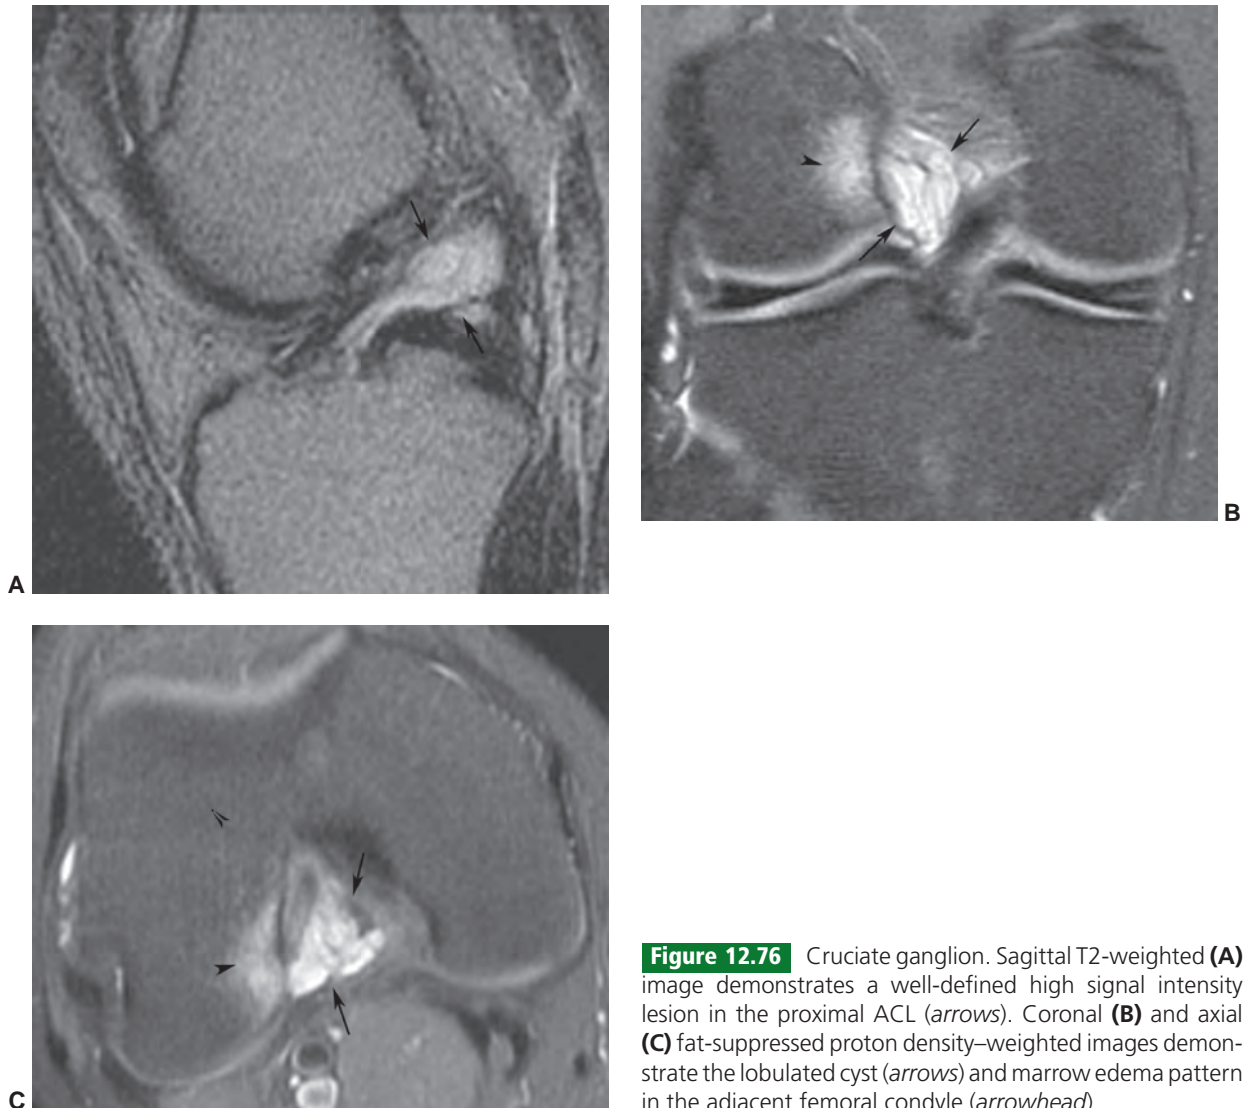 A
B
C
Figure 12.76 Cruciate ganglion. Sagittal T2-weighted (A)
image demonstrates a well-defined high signal intensity
lesion in the proximal ACL (arrows). Coronal (B) and axial
(C) fat-suppressed proton density–weighted images demon-
strate the lobulated cyst (arrows) and marrow edema pattern
in the adjacent femoral condyle (arrowhead)